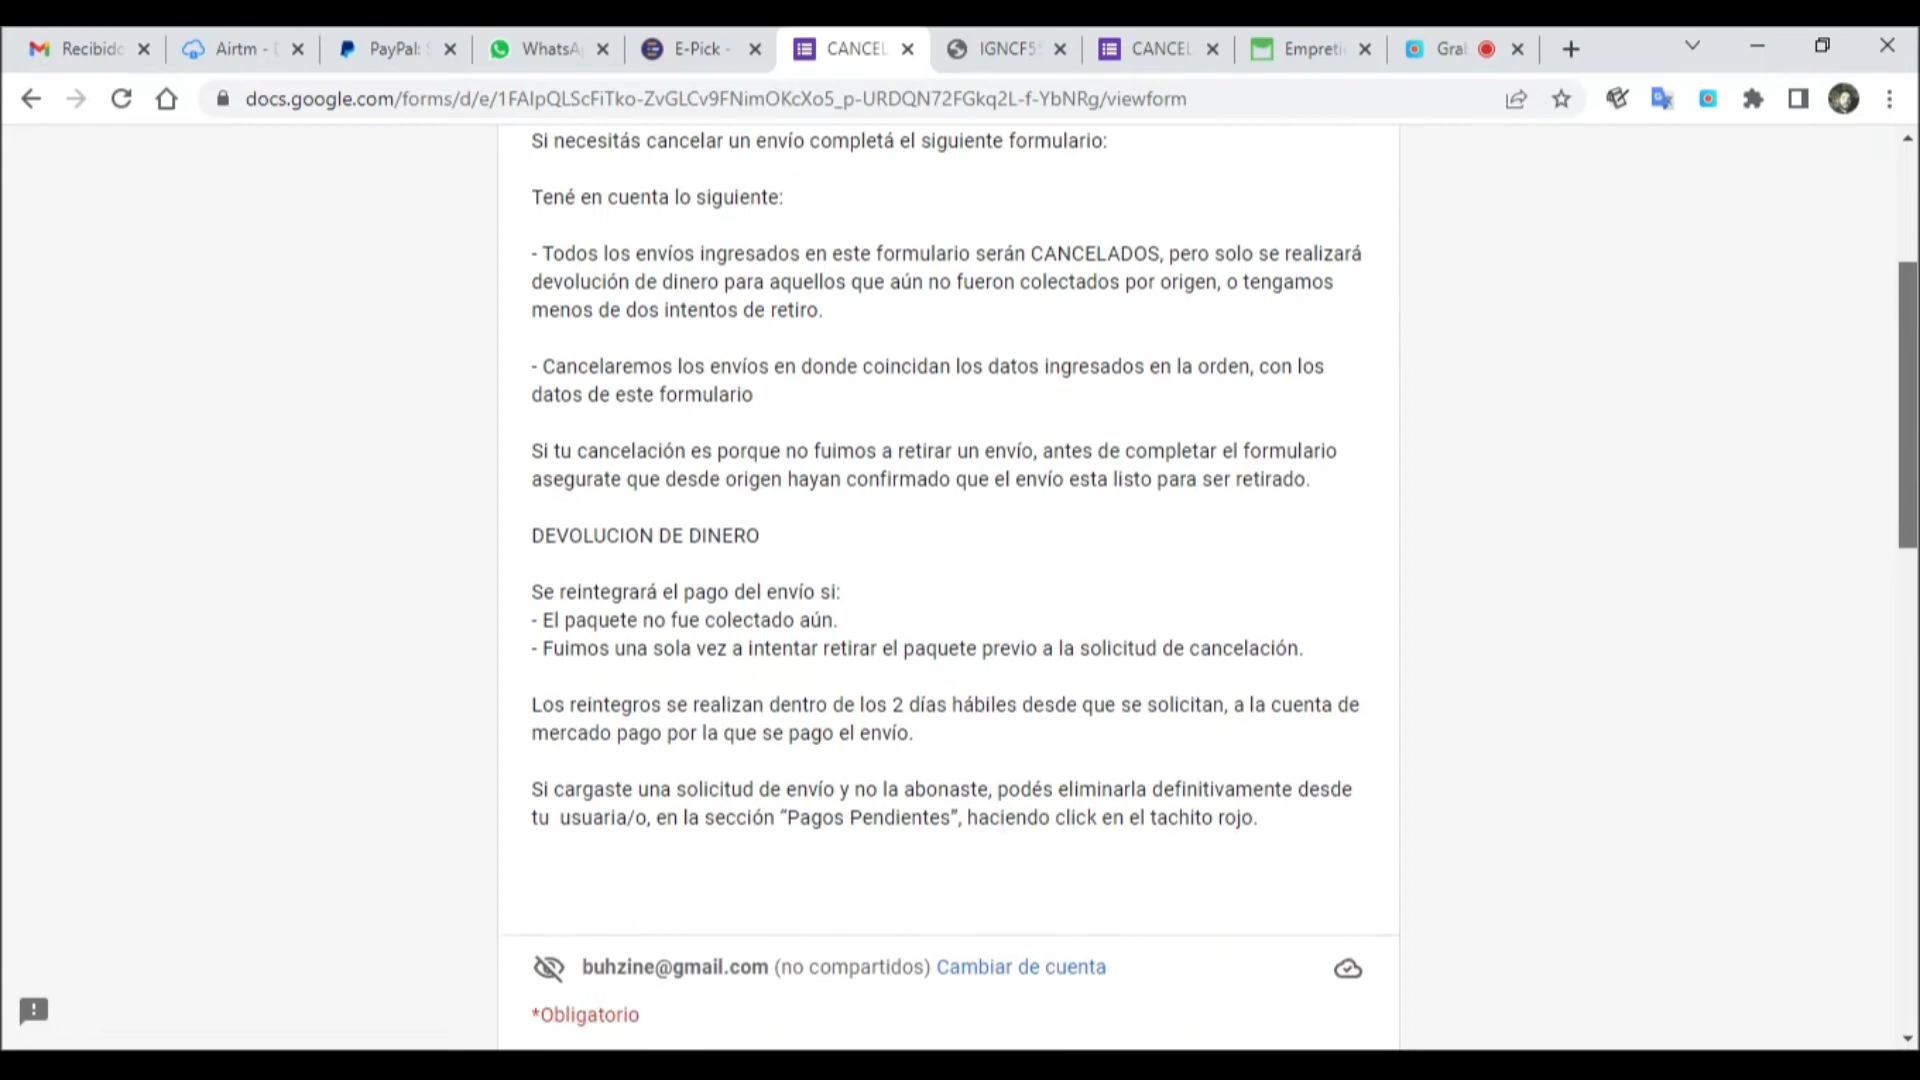 Recibido
Airtm -
PayPal:
WhatsA
E-Pick -
CANCEL
IGNCF5
CANCEL
Empreti
Gra
docs.google.com/forms/d/e/1FAIpQLScFiTko-ZvGLCv9FNimOKcXo5_p-URDQN72FGkq2L-f-YbNRg/viewform
Si necesitás cancelar un envío completá el siguiente formulario:
Tené en cuenta lo siguiente:
- Todos los envíos ingresados en este formulario serán CANCELADOS, pero solo se realizará
devolución de dinero para aquellos que aún no fueron colectados por origen, o tengamos
menos de dos intentos de retiro.
- Cancelaremos los envíos en donde coincidan los datos ingresados en la orden, con los
datos de este formulario
Si tu cancelación es porque no fuimos a retirar un envío, antes de completar el formulario
asegurate que desde origen hayan confirmado que el envío esta listo para ser retirado.
DEVOLUCION DE DINERO
Se reintegrará el pago del envío si:
- El paquete no fue colectado aún.
- Fuimos una sola vez a intentar retirar el paquete previo a la solicitud de cancelación.
Los reintegros se realizan dentro de los 2 días hábiles desde que se solicitan, a la cuenta de
mercado pago por la que se pago el envío.
Si cargaste una solicitud de envío y no la abonaste, podés eliminarla definitivamente desde
tu  usuaria/o, en la sección “Pagos Pendientes”, haciendo click en el tachito rojo.
buhzine@gmail.com (no compartidos) Cambiar de cuenta
*Obligatorio